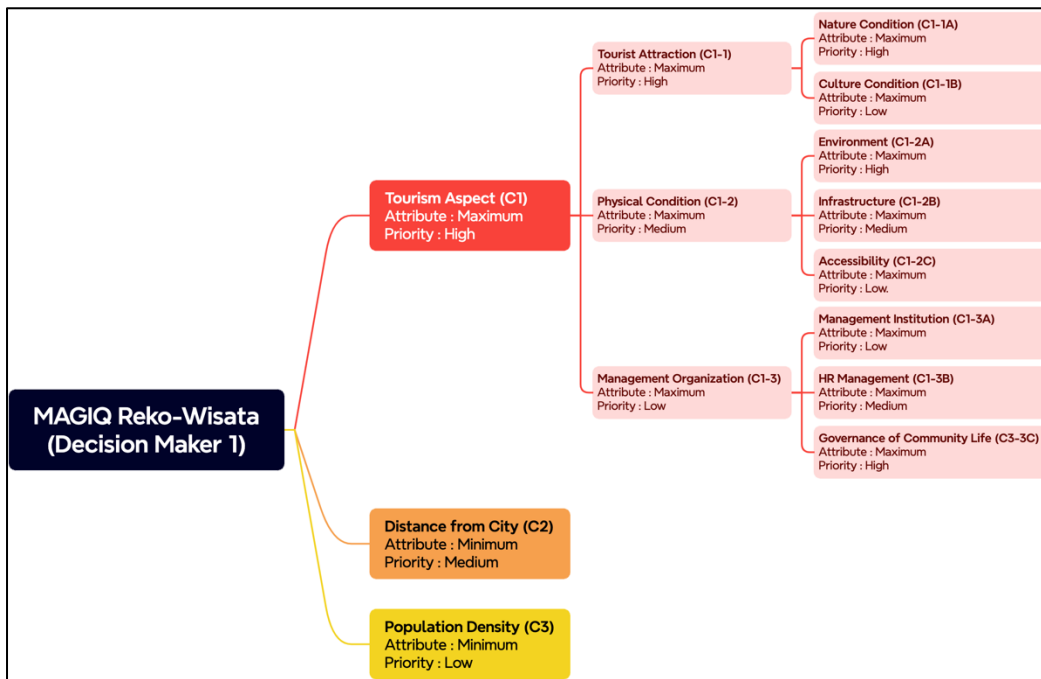 MAGIQ Reko-Wisata
(Decision Maker 1)
Tourism Aspect (C1)
Attribute : Maximum
Priority : High
Tourist Attraction (C1-1)
Attribute : Maximum
Priority : High
Nature Condition (C1-1A)
Attribute : Maximum
Priority : High
Culture Condition (C1-1B)
Attribute : Maximum
Priority : Low
Physical Condition (C1-2)
Attribute : Maximum
Priority : Medium
Environment (C1-2A)
Attribute : Maximum
Priority : High
Infrastructure (C1-2B)
Attribute : Maximum
Priority : Medium
Accessibility (C1-2C)
Attribute : Maximum
Priority : Low.
Management Organization (C1-3)
Attribute : Maximum
Priority : Low
Management Institution (C1-3A)
Attribute : Maximum
Priority : Low
HR Management (C1-3B)
Attribute : Maximum
Priority : Medium
Governance of Community Life (C3-3C)
Attribute : Maximum
Priority : High
Distance from City (C2)
Attribute : Minimum
Priority : Medium
Population Density (C3)
Attribute : Minimum
Priority : Low